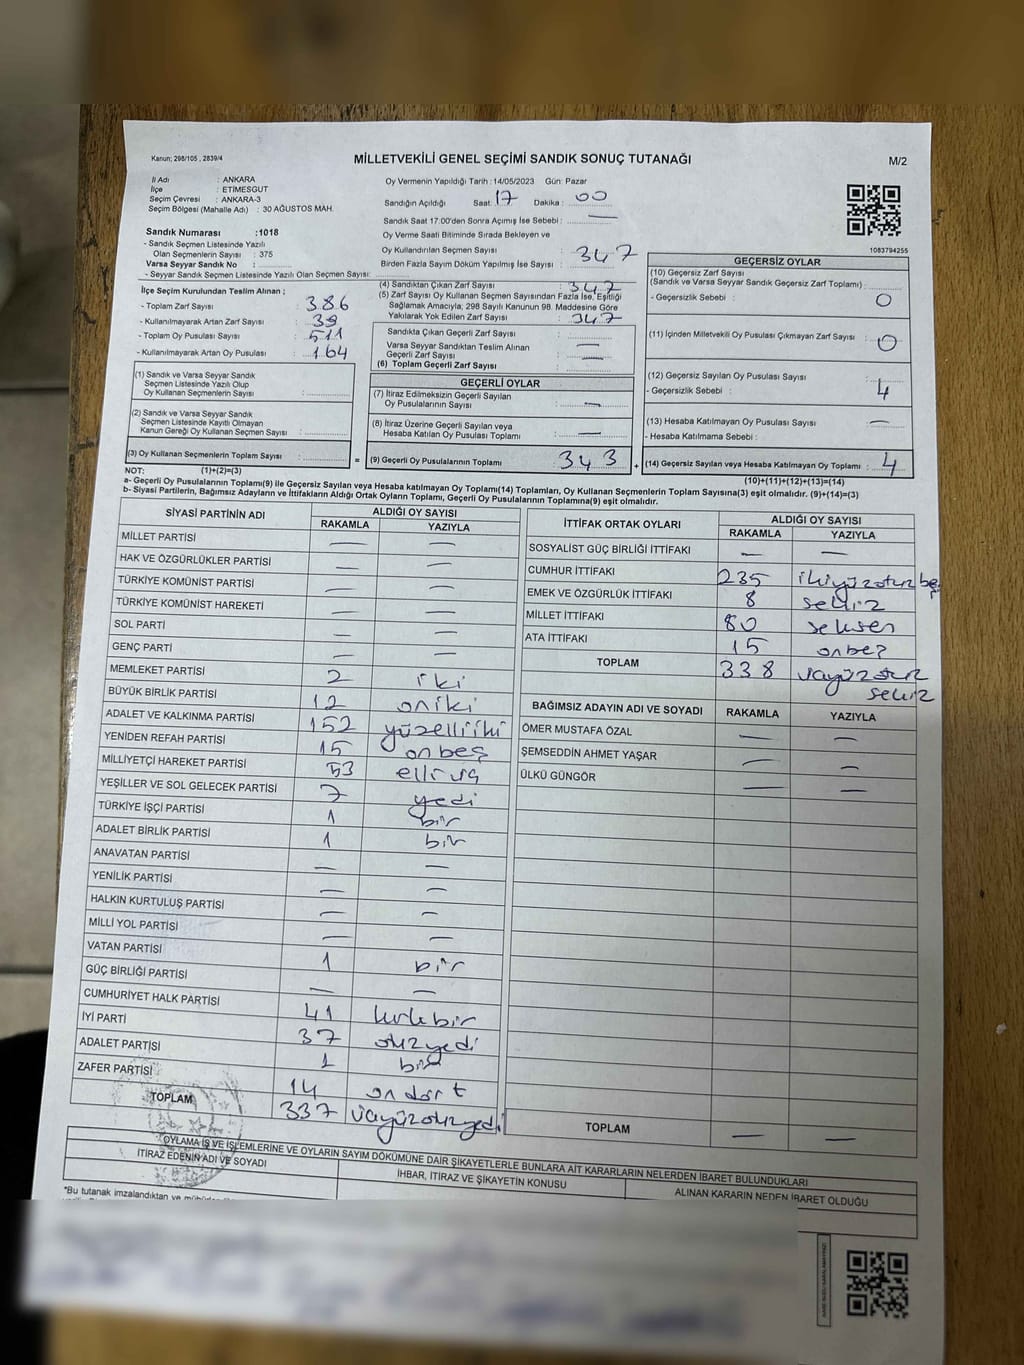 Kanun; 298/105 , 2839/4
MİLLETVEKİLİ GENEL SEÇİMİ SANDIK SONUÇ TUTANAĞI
M/2
İl Adı : ANKARA
İlçe : ETİMESGUT
Seçim Çevresi : ANKARA-3
Seçim Bölgesi (Mahalle Adı) : 30 AĞUSTOS MAH.
Sandık Numarası :1018
- Sandık Seçmen Listesinde Yazılı
Olan Seçmenlerin Sayısı : 375
Varsa Seyyar Sandık No :
- Seyyar Sandık Seçmen Listesinde Yazılı Olan Seçmen Sayısı:
Oy Vermenin Yapıldığı Tarih : 14/05/2023 Gün: Pazar
Sandığın Açıldığı Saat: 17 Dakika : 00
Sandık Saat 17:00'den Sonra Açımış İse Sebebi : —
Oy Verme Saati Bitiminde Sırada Bekleyen ve
Oy Kullandırılan Seçmen Sayısı : 347
Birden Fazla Sayım Döküm Yapılmış İse Sayısı :
1083794255
İlçe Seçim Kurulundan Teslim Alınan ;
- Toplam Zarf Sayısı : 386
- Kullanılmayarak Artan Zarf Sayısı : 39
- Toplam Oy Pusulası Sayısı : 511
- Kullanılmayarak Artan Oy Pusulası : 164
(4) Sandıktan Çıkan Zarf Sayısı : 347
(5) Zarf Sayısı Oy Kullanan Seçmen Sayısından Fazla İse, Eşitliği
Sağlamak Amacıyla; 298 Sayılı Kanunun 98. Maddesine Göre
Yakılarak Yok Edilen Zarf Sayısı : 347
Sandıkta Çıkan Geçerli Zarf Sayısı : —
Varsa Seyyar Sandıktan Teslim Alınan
Geçerli Zarf Sayısı : —
(6) Toplam Geçerli Zarf Sayısı : —
GEÇERSİZ OYLAR
(10) Geçersiz Zarf Sayısı
(Sandık ve Varsa Seyyar Sandık Geçersiz Zarf Toplamı) :
- Geçersizlik Sebebi : 0
(11) İçinden Milletvekili Oy Pusulası Çıkmayan Zarf Sayısı : 0
(12) Geçersiz Sayılan Oy Pusulası Sayısı : 4
- Geçersizlik Sebebi :
(13) Hesaba Katılmayan Oy Pusulası Sayısı : —
- Hesaba Katılmama Sebebi :
(14) Geçersiz Sayılan veya Hesaba Katılmayan Oy Toplamı : 4
(10)+(11)+(12)+(13)=(14)
(1) Sandık ve Varsa Seyyar Sandık
Seçmen Listesinde Yazılı Olup
Oy Kullanan Seçmenlerin Sayısı :
(2) Sandık ve Varsa Seyyar Sandık
Seçmen Listesinde Kayıtlı Olmayan
Kanun Gereği Oy Kullanan Seçmen Sayısı :
(3) Oy Kullanan Seçmenlerin Toplam Sayısı :
GEÇERLİ OYLAR
(7) İtiraz Edilmeksizin Geçerli Sayılan
Oy Pusulalarının Sayısı : —
(8) İtiraz Üzerine Geçerli Sayılan veya
Hesaba Katılan Oy Pusulası Toplamı : —
= (9) Geçerli Oy Pusulalarının Toplamı : 343 +
NOT: (1)+(2)=(3)
a- Geçerli Oy Pusulalarının Toplamı(9) ile Geçersiz Sayılan veya Hesaba katılmayan Oy Toplamı(14) Toplamları, Oy Kullanan Seçmenlerin Toplam Sayısına(3) eşit olmalıdır. (9)+(14)=(3)
b- Siyasi Partilerin, Bağımsız Adayların ve İttifakların Aldığı Ortak Oyların Toplamı, Geçerli Oy Pusulalarının Toplamına(9) eşit olmalıdır.
SİYASİ PARTİNİN ADI ALDIĞI OY SAYISI
RAKAMLA YAZIYLA
MİLLET PARTİSİ — —
HAK VE ÖZGÜRLÜKLER PARTİSİ — —
TÜRKİYE KOMÜNİST PARTİSİ — —
TÜRKİYE KOMÜNİST HAREKETİ — —
SOL PARTİ — —
GENÇ PARTİ — —
MEMLEKET PARTİSİ 2 iki
BÜYÜK BİRLİK PARTİSİ 12 oniki
ADALET VE KALKINMA PARTİSİ 152 yüzelliiki
YENİDEN REFAH PARTİSİ 15 onbeş
MİLLİYETÇİ HAREKET PARTİSİ 53 elliüç
YEŞİLLER VE SOL GELECEK PARTİSİ 7 yedi
TÜRKİYE İŞÇİ PARTİSİ 1 bir
ADALET BİRLİK PARTİSİ 1 bir
ANAVATAN PARTİSİ — —
YENİLİK PARTİSİ — —
HALKIN KURTULUŞ PARTİSİ — —
MİLLİ YOL PARTİSİ — —
VATAN PARTİSİ 1 bir
GÜÇ BİRLİĞİ PARTİSİ — —
CUMHURİYET HALK PARTİSİ 41 kırkbir
İYİ PARTİ 37 otuzyedi
ADALET PARTİSİ 1 bir
ZAFER PARTİSİ 14 on dört
TOPLAM 337 üçyüzotuzyedi
İTTİFAK ORTAK OYLARI ALDIĞI OY SAYISI
RAKAMLA YAZIYLA
SOSYALİST GÜÇ BİRLİĞİ İTTİFAKI — —
CUMHUR İTTİFAKI 235 ikiyüzotuzbeş
EMEK VE ÖZGÜRLÜK İTTİFAKI 8 sekiz
MİLLET İTTİFAKI 80 seksen
ATA İTTİFAKI 15 onbeş
TOPLAM 338 üçyüzotuz
sekiz
BAĞIMSIZ ADAYIN ADI VE SOYADI RAKAMLA YAZIYLA
ÖMER MUSTAFA ÖZAL — —
ŞEMSEDDİN AHMET YAŞAR — —
ÜLKÜ GÜNGÖR — —
TOPLAM — —
OYLAMA İŞ VE İŞLEMLERİNE VE OYLARIN SAYIM DÖKÜMÜNE DAİR ŞİKAYETLERLE BUNLARA AİT KARARLARIN NELERDEN İBARET BULUNDUKLARI
İTİRAZ EDENİN ADI VE SOYADI İHBAR, İTİRAZ VE ŞİKAYETİN KONUSU ALINAN KARARIN NEDEN İBARET OLDUĞU
*Bu tutanak imzalandıktan ve